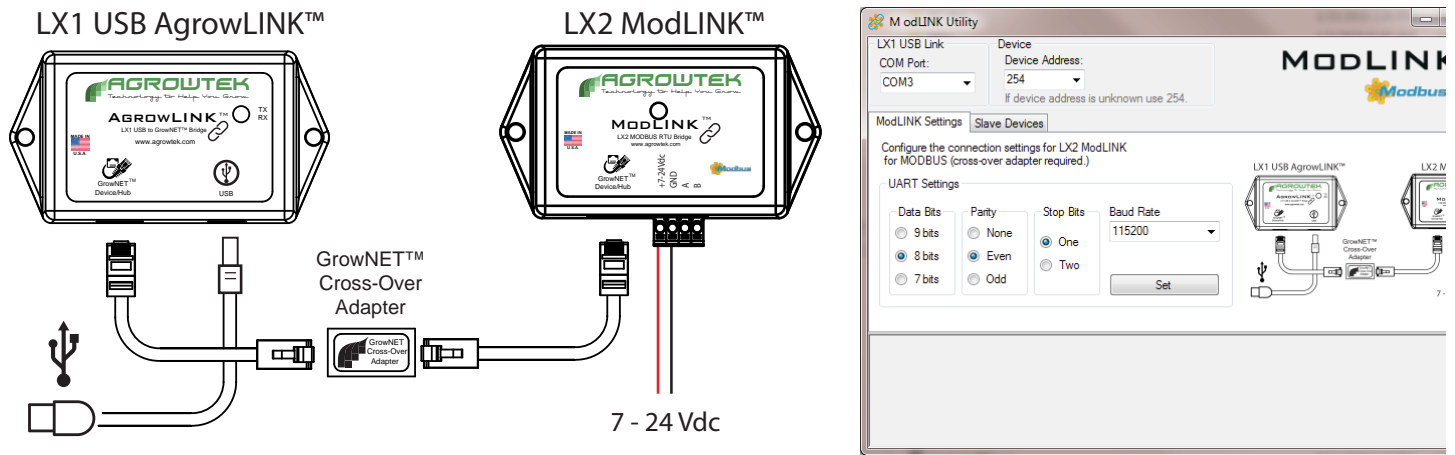 LX1 USB AgrowLINK™
AGROWTEK
Technology To Help You Grow
AGROWLINK™
LX1 USB to GrowNET™ Bridge
www.agrowtek.com
TX
RX
MADE IN
U.S.A.
GrowNET™
Device/Hub
USB
LX2 ModLINK™
AGROWTEK
Technology To Help You Grow
MODLINK™
LX2 MODBUS RTU Bridge
www.agrowtek.com
MADE IN
U.S.A.
GrowNET™
Device/Hub
+7-24Vdc
GND
A
B
Modbus
GrowNET™
Cross-Over
Adapter
GrowNET
Cross-Over
Adapter
7 - 24 Vdc
M odLINK Utility
LX1 USB Link
COM Port:
COM3
Device
Device Address:
254
If device address is unknown use 254.
MODLINK
Modbus
ModLINK Settings
Slave Devices
Configure the connection settings for LX2 ModLINK
for MODBUS (cross-over adapter required.)
UART Settings
Data Bits
9 bits
8 bits
7 bits
Parity
None
Even
Odd
Stop Bits
One
Two
Baud Rate
115200
Set
LX1 USB AgrowLINK™
LX2 M
AGROWLINK
GrowNET™
Cross-Over
Adapter
7 -